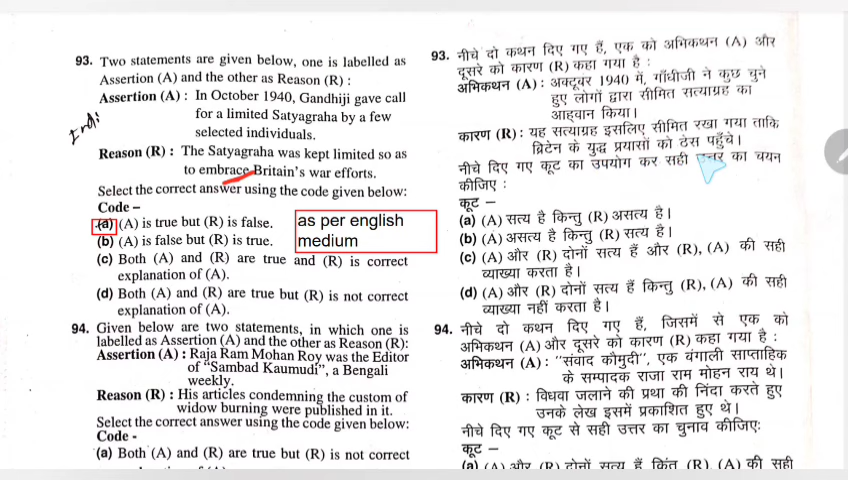 93. Two statements are given below, one is labelled as
Assertion (A) and the other as Reason (R) :
Assertion (A) : In October 1940, Gandhiji gave call
for a limited Satyagraha by a few
selected individuals.
Reason (R) : The Satyagraha was kept limited so as
to embrace Britain's war efforts.
Select the correct answer using the code given below:
Code –
(a) (A) is true but (R) is false.
(b) (A) is false but (R) is true.
(c) Both (A) and (R) are true and (R) is correct
explanation of (A).
(d) Both (A) and (R) are true but (R) is not correct
explanation of (A).
as per english
medium
94. Given below are two statements, in which one is
labelled as Assertion (A) and the other as Reason (R):
Assertion (A) : Raja Ram Mohan Roy was the Editor
of "Sambad Kaumudi", a Bengali
weekly.
Reason (R) : His articles condemning the custom of
widow burning were published in it.
Select the correct answer using the code given below:
Code -
(a) Both (A) and (R) are true but (R) is not correct
93. नीचे दो कथन दिए गए हैं, एक को अभिकथन (A) और
दूसरे को कारण (R) कहा गया है :
अभिकथन (A) : अक्टूबर 1940 में, गाँधीजी ने कुछ चुने
हुए लोगों द्वारा सीमित सत्याग्रह का
आह्वान किया।
कारण (R) : यह सत्याग्रह इसलिए सीमित रखा गया ताकि
ब्रिटेन के युद्ध प्रयासों को ठेस पहुँचे।
नीचे दिए गए कूट का उपयोग कर सही उत्तर का चयन
कीजिए :
कूट –
(a) (A) सत्य है किन्तु (R) असत्य है।
(b) (A) असत्य है किन्तु (R) सत्य है।
(c) (A) और (R) दोनों सत्य हैं और (R), (A) की सही
व्याख्या करता है।
(d) (A) और (R) दोनों सत्य हैं किन्तु (R), (A) की सही
व्याख्या नहीं करता है।
94. नीचे दो कथन दिए गए हैं, जिसमें से एक को
अभिकथन (A) और दूसरे को कारण (R) कहा गया है :
अभिकथन (A) : "संवाद कौमुदी", एक बंगाली साप्ताहिक
के सम्पादक राजा राम मोहन राय थे।
कारण (R) : विधवा जलाने की प्रथा की निंदा करते हुए
उनके लेख इसमें प्रकाशित हुए थे।
नीचे दिए गए कूट से सही उत्तर का चुनाव कीजिएः
कूट –
(a) (A) और (R) दोनों सत्य हैं किंतु (R), (A) की सही